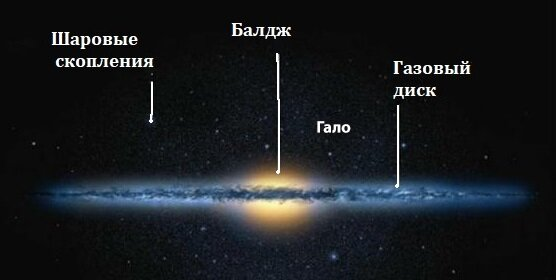 Шаровые
скопления
Балдж
Газовый
диск
Гало